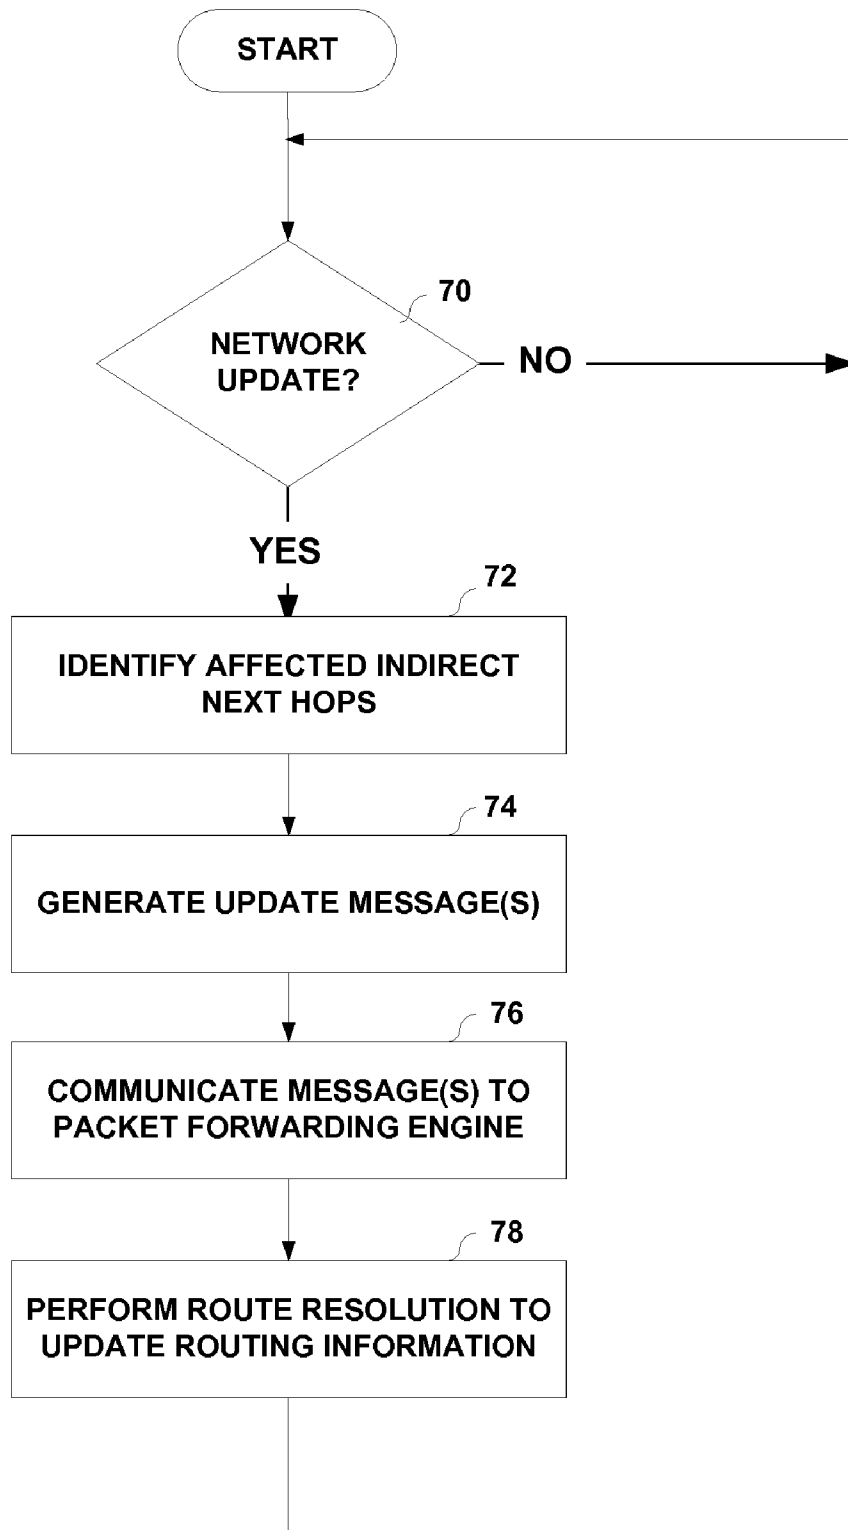 START
70
NETWORK
UPDATE?
NO
YES
72
IDENTIFY AFFECTED INDIRECT
NEXT HOPS
74
GENERATE UPDATE MESSAGE(S)
76
COMMUNICATE MESSAGE(S) TO
PACKET FORWARDING ENGINE
78
PERFORM ROUTE RESOLUTION TO
UPDATE ROUTING INFORMATION